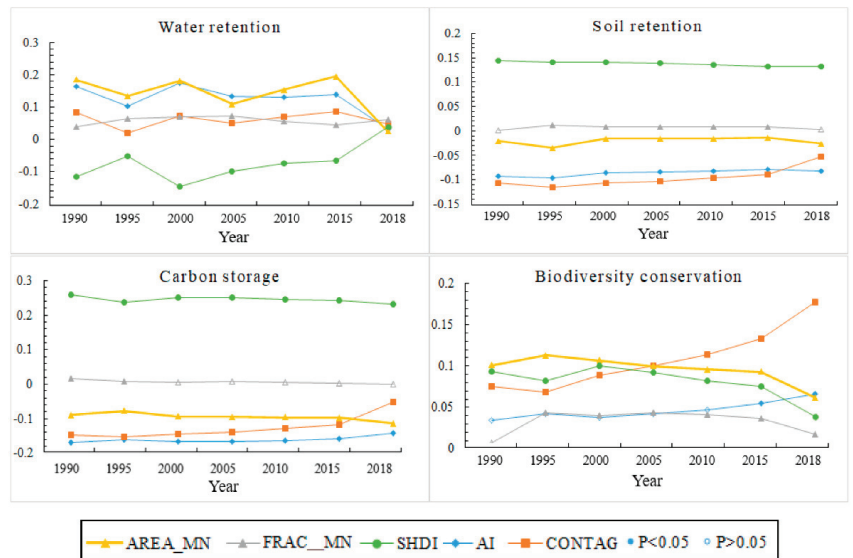 Water retention
0.3
0.2
0.1
0
-0.1
-0.2
1990 1995 2000 2005 2010 2015 2018
Year
Soil retention
0.2
0.15
0.1
0.05
0
-0.05
-0.1
-0.15
1990 1995 2000 2005 2010 2015 2018
Year
Carbon storage
0.3
0.2
0.1
0
-0.1
-0.2
1990 1995 2000 2005 2010 2015 2018
Year
Biodiversity conservation
0.2
0.15
0.1
0.05
0
1990 1995 2000 2005 2010 2015 2018
Year
AREA_MN FRAC__MN SHDI AI CONTAG P<0.05 P>0.05